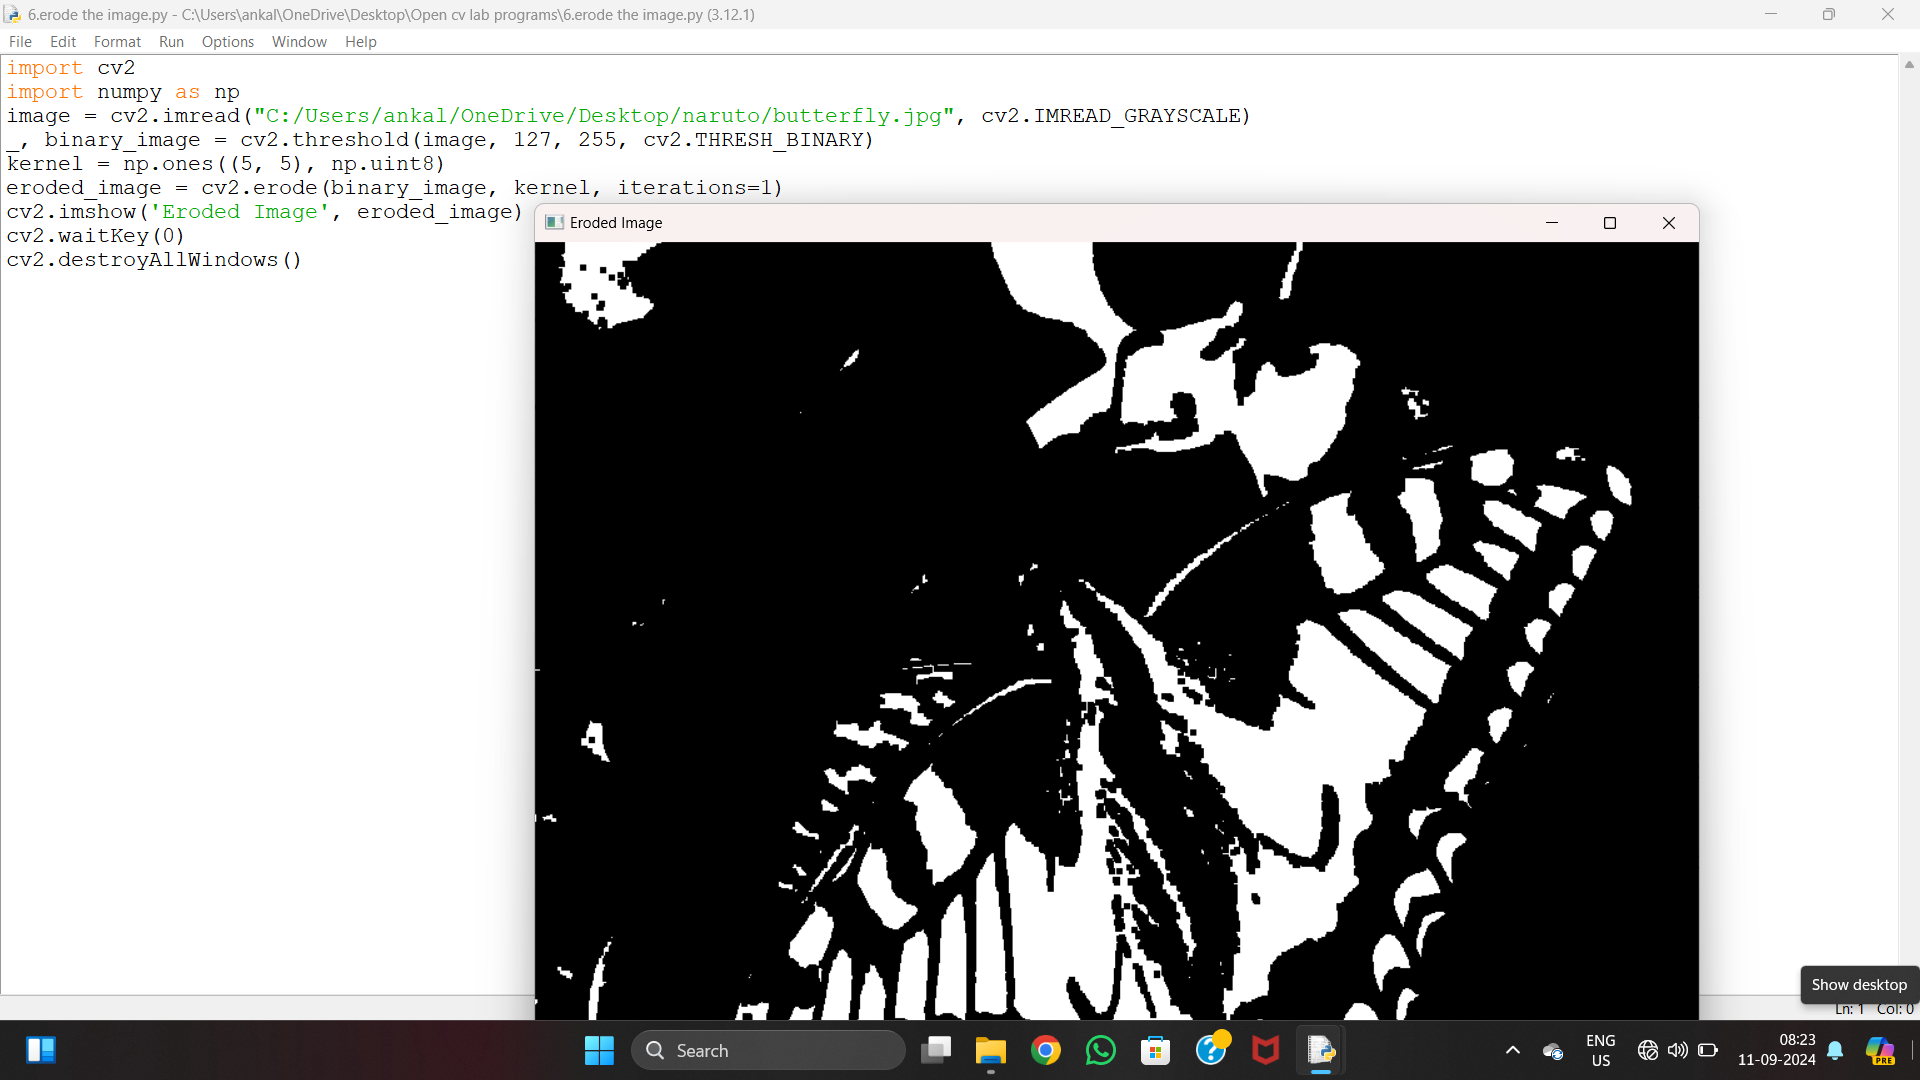 6.erode the image.py - C:\Users\ankal\OneDrive\Desktop\Open cv lab programs\6.erode the image.py (3.12.1)
File Edit Format Run Options Window Help
import cv2
import numpy as np
image = cv2.imread("C:/Users/ankal/OneDrive/Desktop/naruto/butterfly.jpg", cv2.IMREAD_GRAYSCALE)
_, binary_image = cv2.threshold(image, 127, 255, cv2.THRESH_BINARY)
kernel = np.ones((5, 5), np.uint8)
eroded_image = cv2.erode(binary_image, kernel, iterations=1)
cv2.imshow('Eroded Image', eroded_image)
cv2.waitKey(0)
cv2.destroyAllWindows()
Eroded Image
Show desktop
Ln: 1 Col: 0
Search
ENG
US
08:23
11-09-2024
PRE